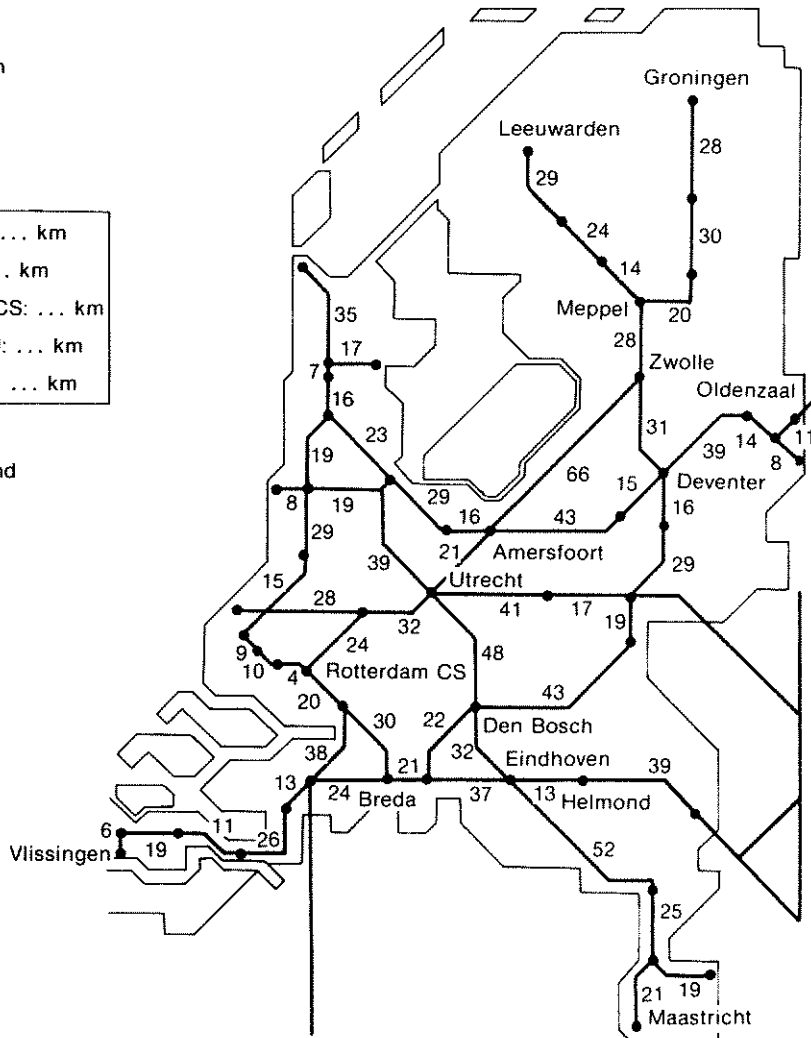 n
... km
. km
CS: ... km
: ... km
... km
nd
Groningen
Leeuwarden
28
29
24
30
14
Meppel
20
35
28
17
7
Zwolle
Oldenzaal
16
11
39
14
31
23
8
19
66
Deventer
15
8
19
29
16
16
43
29
21
Amersfoort
39
29
Utrecht
15
28
41
17
32
19
24
48
9
10
4
Rotterdam CS
20
43
30
22
Den Bosch
38
32
Eindhoven
39
13
21
24
Breda
37
13
Helmond
6
11
Vlissingen
19
26
52
25
21
19
Maastricht